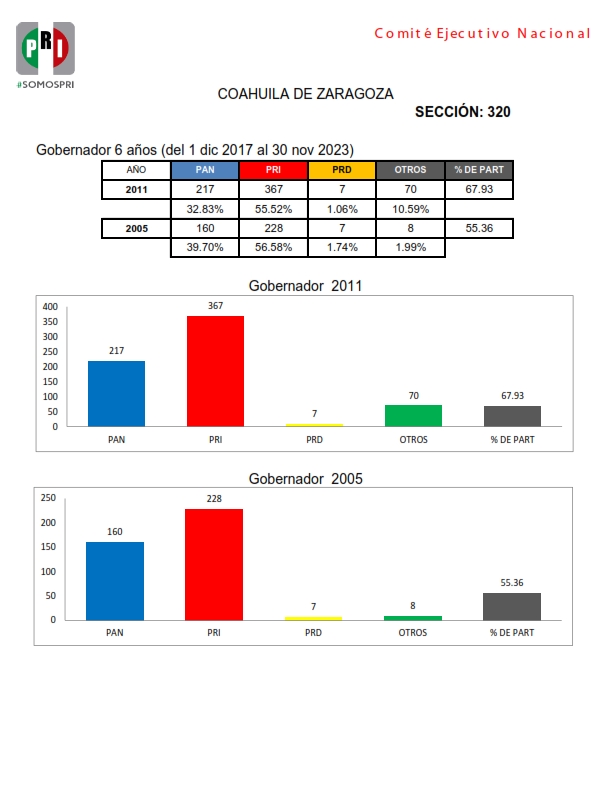 Comité Ejecutivo Nacional
PRI
#SOMOSPRI
COAHUILA DE ZARAGOZA
SECCIÓN: 320
Gobernador 6 años (del 1 dic 2017 al 30 nov 2023)
AÑO PAN PRI PRD OTROS % DE PART
2011 217 367 7 70 67.93
32.83% 55.52% 1.06% 10.59%
2005 160 228 7 8 55.36
39.70% 56.58% 1.74% 1.99%
Gobernador 2011
400
350
300
250
200
150
100
50
0
217
367
7
70
67.93
PAN PRI PRD OTROS % DE PART
Gobernador 2005
250
200
150
100
50
0
160
228
7
8
55.36
PAN PRI PRD OTROS % DE PART